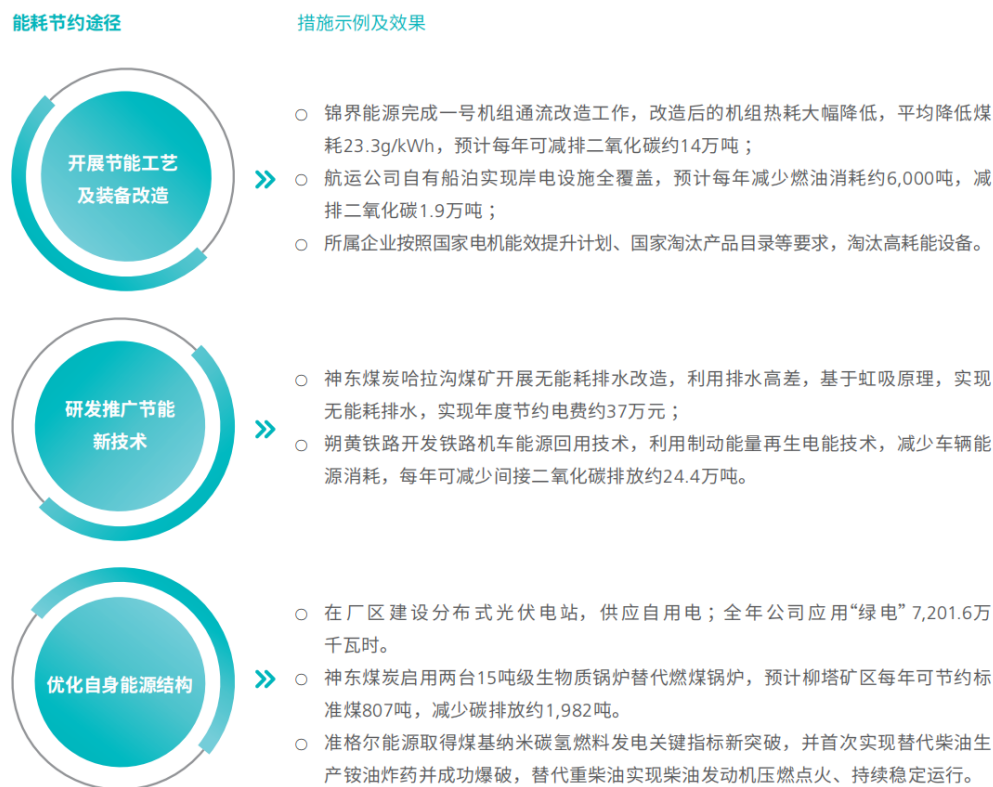 能耗节约途径
措施示例及效果
开展节能工艺
及装备改造
锦界能源完成一号机组通流改造工作，改造后的机组热耗大幅降低，平均降低煤
耗23.3g/kWh，预计每年可减排二氧化碳约14万吨；
航运公司自有船泊实现岸电设施全覆盖，预计每年减少燃油消耗约6,000吨，减
排二氧化碳1.9万吨；
所属企业按照国家电机能效提升计划、国家淘汰产品目录等要求，淘汰高耗能设备。
研发推广节能
新技术
神东煤炭哈拉沟煤矿开展无能耗排水改造，利用排水高差，基于虹吸原理，实现
无能耗排水，实现年度节约电费约37万元；
朔黄铁路开发铁路机车能源回用技术，利用制动能量再生电能技术，减少车辆能
源消耗，每年可减少间接二氧化碳排放约24.4万吨。
优化自身能源结构
在厂区建设分布式光伏电站，供应自用电；全年公司应用“绿电”7,201.6万
千瓦时。
神东煤炭启用两台15吨级生物质锅炉替代燃煤锅炉，预计柳塔矿区每年可节约标
准煤807吨，减少碳排放约1,982吨。
准格尔能源取得煤基纳米碳氢燃料发电关键指标新突破，并首次实现替代柴油生
产铵油炸药并成功爆破，替代重柴油实现柴油发动机压燃点火、持续稳定运行。